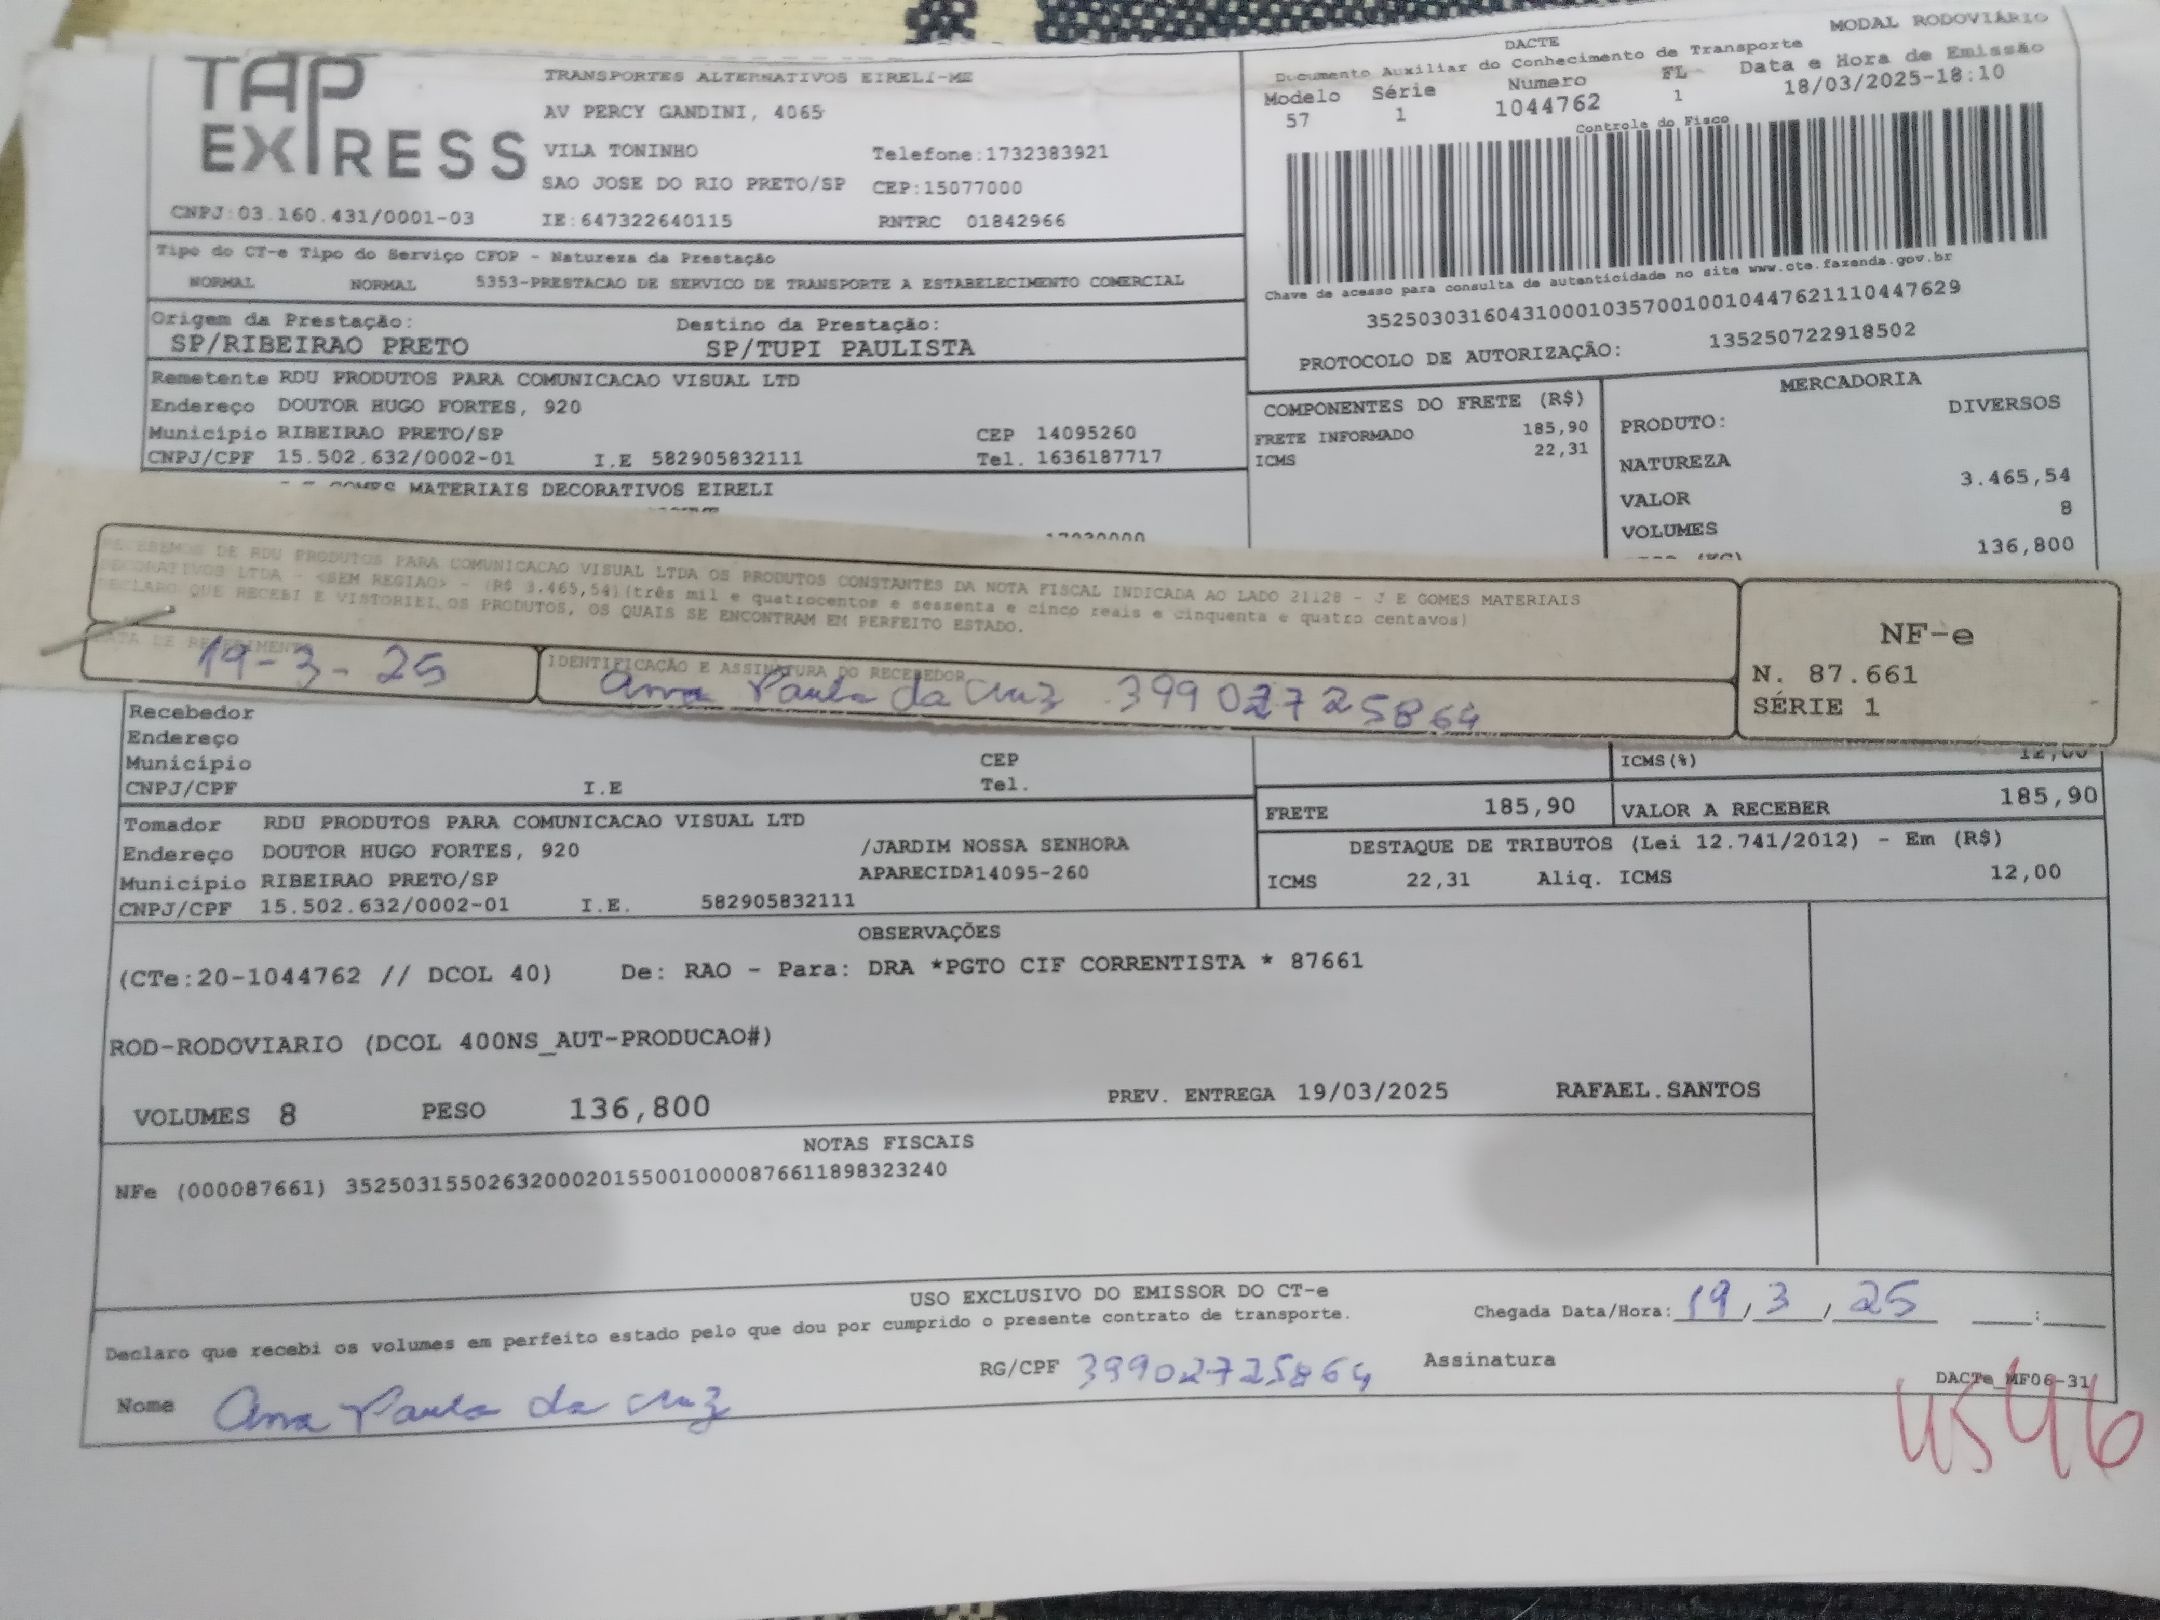 TAP EXPRESS
TRANSPORTES ALTERNATIVOS EIRELI-ME
AV PERCY GANDINI, 4065
VILA TONINHO Telefone:1732383921
SAO JOSE DO RIO PRETO/SP CEP:15077000
CNPJ:03.160.431/0001-03 IE:647322640115 RNTRC 01842966
DACTE MODAL RODOVIÁRIO
Documento Auxiliar do Conhecimento de Transporte
Modelo Série Numero FL Data e Hora de Emissão
57 1 1044762 1 18/03/2025-18:10
Controle do Fisco
Chave de acesso para consulta de autenticidade no site www.cte.fazenda.gov.br
35250303160431000103570010010447621110447629
PROTOCOLO DE AUTORIZAÇÃO: 135250722918502
Tipo do CT-e Tipo do Serviço CFOP - Natureza da Prestação
NORMAL NORMAL 5353-PRESTACAO DE SERVICO DE TRANSPORTE A ESTABELECIMENTO COMERCIAL
Origem da Prestação: Destino da Prestação:
SP/RIBEIRAO PRETO SP/TUPI PAULISTA
Remetente RDU PRODUTOS PARA COMUNICACAO VISUAL LTD
Endereço DOUTOR HUGO FORTES, 920
Município RIBEIRAO PRETO/SP CEP 14095260
CNPJ/CPF 15.502.632/0002-01 I.E 582905832111 Tel. 1636187717
GOMES MATERIAIS DECORATIVOS EIRELI
COMPONENTES DO FRETE (R$)
FRETE INFORMADO 185,90
ICMS 22,31
MERCADORIA
PRODUTO: DIVERSOS
NATUREZA
VALOR 3.465,54
VOLUMES 8
136,800
RECEBEMOS DE RDU PRODUTOS PARA COMUNICACAO VISUAL LTDA OS PRODUTOS CONSTANTES DA NOTA FISCAL INDICADA AO LADO 21128 - J E GOMES MATERIAIS
DECORATIVOS LTDA - <SEM REGIAO> - (R$ 3.465,54)(três mil e quatrocentos e sessenta e cinco reais e cinquenta e quatro centavos)
DECLARO QUE RECEBI E VISTORIEI OS PRODUTOS, OS QUAIS SE ENCONTRAM EM PERFEITO ESTADO.
DATA DE RECEBIMENTO IDENTIFICAÇÃO E ASSINATURA DO RECEBEDOR
19-3-25 Ana Paula da Cruz 39902725864
NF-e
N. 87.661
SÉRIE 1
Recebedor
Endereço
Município CEP
CNPJ/CPF I.E Tel.
ICMS(%) 12,00
FRETE 185,90 VALOR A RECEBER 185,90
Tomador RDU PRODUTOS PARA COMUNICACAO VISUAL LTD
Endereço DOUTOR HUGO FORTES, 920 /JARDIM NOSSA SENHORA
Município RIBEIRAO PRETO/SP APARECIDA14095-260
CNPJ/CPF 15.502.632/0002-01 I.E. 582905832111
DESTAQUE DE TRIBUTOS (Lei 12.741/2012) - Em (R$)
ICMS 22,31 Aliq. ICMS 12,00
OBSERVAÇÕES
(CTe:20-1044762 // DCOL 40) De: RAO - Para: DRA *PGTO CIF CORRENTISTA * 87661
ROD-RODOVIARIO (DCOL 400NS_AUT-PRODUCAO#)
VOLUMES 8 PESO 136,800 PREV. ENTREGA 19/03/2025 RAFAEL.SANTOS
NOTAS FISCAIS
NFe (000087661) 35250315502632000201550010000876611898323240
USO EXCLUSIVO DO EMISSOR DO CT-e
Declaro que recebi os volumes em perfeito estado pelo que dou por cumprido o presente contrato de transporte. Chegada Data/Hora: 19/3/25 :
Nome Ana Paula da Cruz RG/CPF 39902725864 Assinatura
DACTe_MF06-31